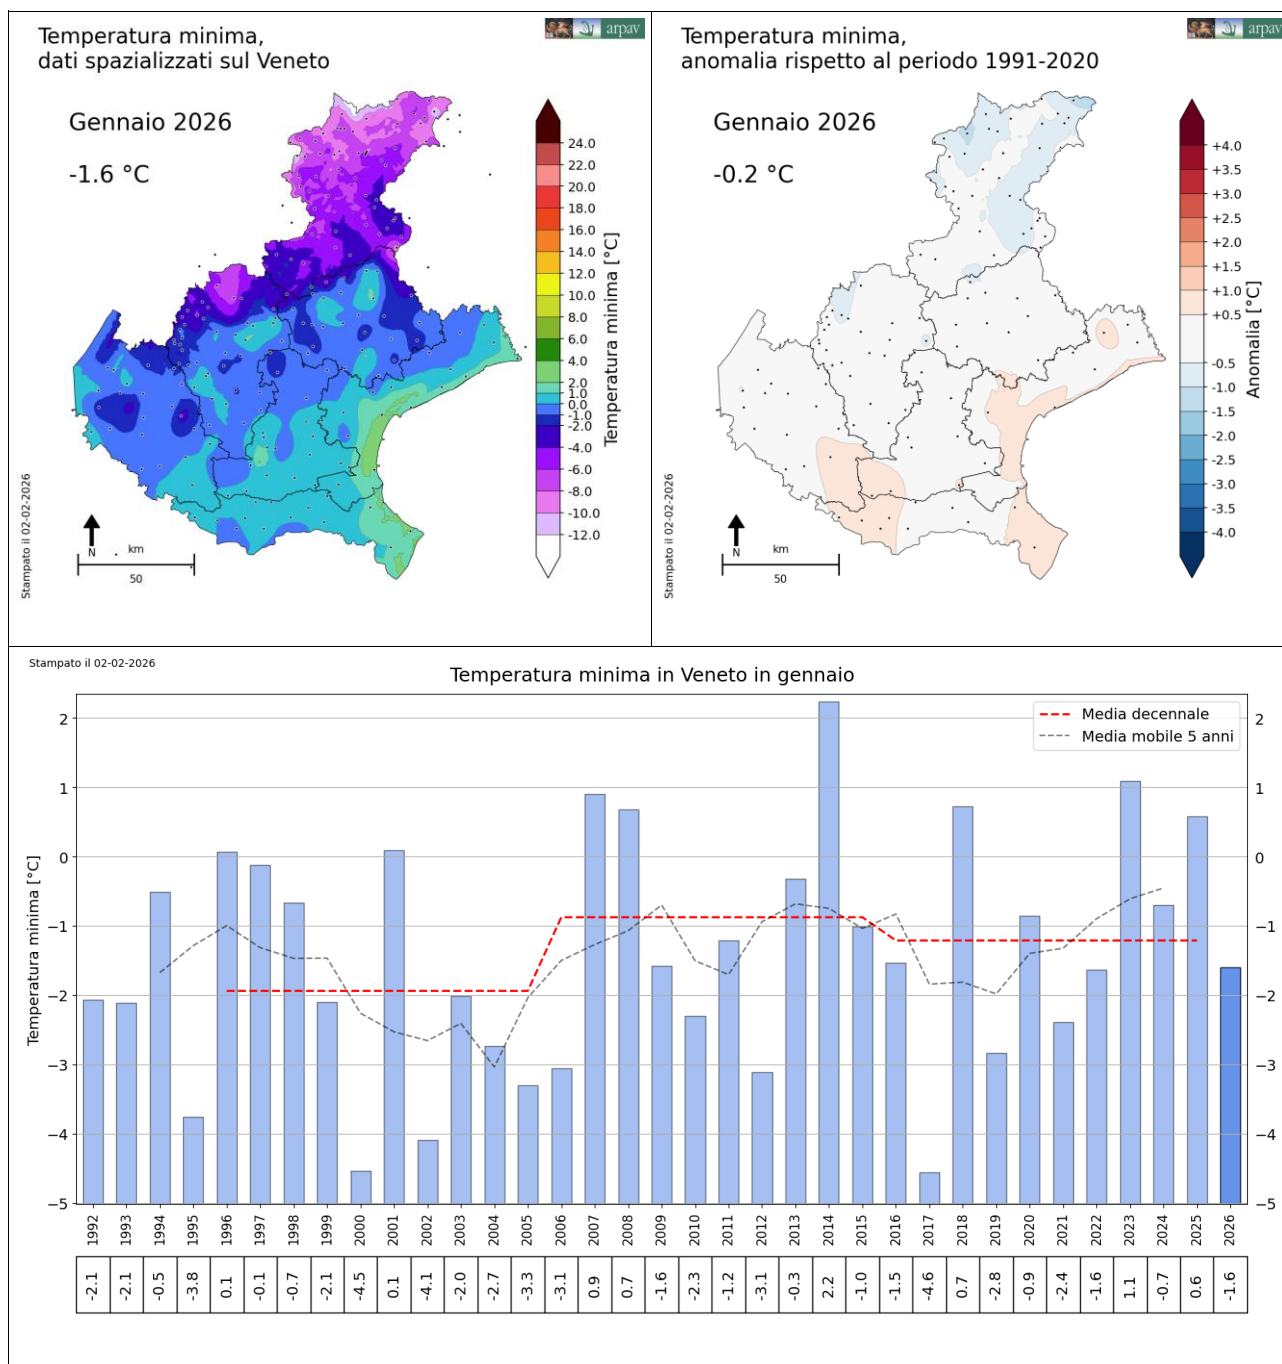 Temperatura minima,
dati spazializzati sul Veneto
arpav
Gennaio 2026
-1.6 °C
24.0
22.0
20.0
18.0
16.0
14.0
12.0
10.0
8.0
6.0
4.0
2.0
1.0
0.0
-1.0
-2.0
-4.0
-6.0
-8.0
-10.0
-12.0
Temperatura minima [°C]
Stampato il 02-02-2026
N
km
50
Temperatura minima,
anomalia rispetto al periodo 1991-2020
arpav
Gennaio 2026
-0.2 °C
+4.0
+3.5
+3.0
+2.5
+2.0
+1.5
+1.0
+0.5
-0.5
-1.0
-1.5
-2.0
-2.5
-3.0
-3.5
-4.0
Anomalia [°C]
Stampato il 02-02-2026
N
km
50
Stampato il 02-02-2026
Temperatura minima in Veneto in gennaio
Media decennale
Media mobile 5 anni
Temperatura minima [°C]
2 2
1 1
0 0
−1 −1
−2 −2
−3 −3
−4 −4
−5 −5
1992 1993 1994 1995 1996 1997 1998 1999 2000 2001 2002 2003 2004 2005 2006 2007 2008 2009 2010 2011 2012 2013 2014 2015 2016 2017 2018 2019 2020 2021 2022 2023 2024 2025 2026
-2.1 -2.1 -0.5 -3.8 0.1 -0.1 -0.7 -2.1 -4.5 0.1 -4.1 -2.0 -2.7 -3.3 -3.1 0.9 0.7 -1.6 -2.3 -1.2 -3.1 -0.3 2.2 -1.0 -1.5 -4.6 0.7 -2.8 -0.9 -2.4 -1.6 1.1 -0.7 0.6 -1.6